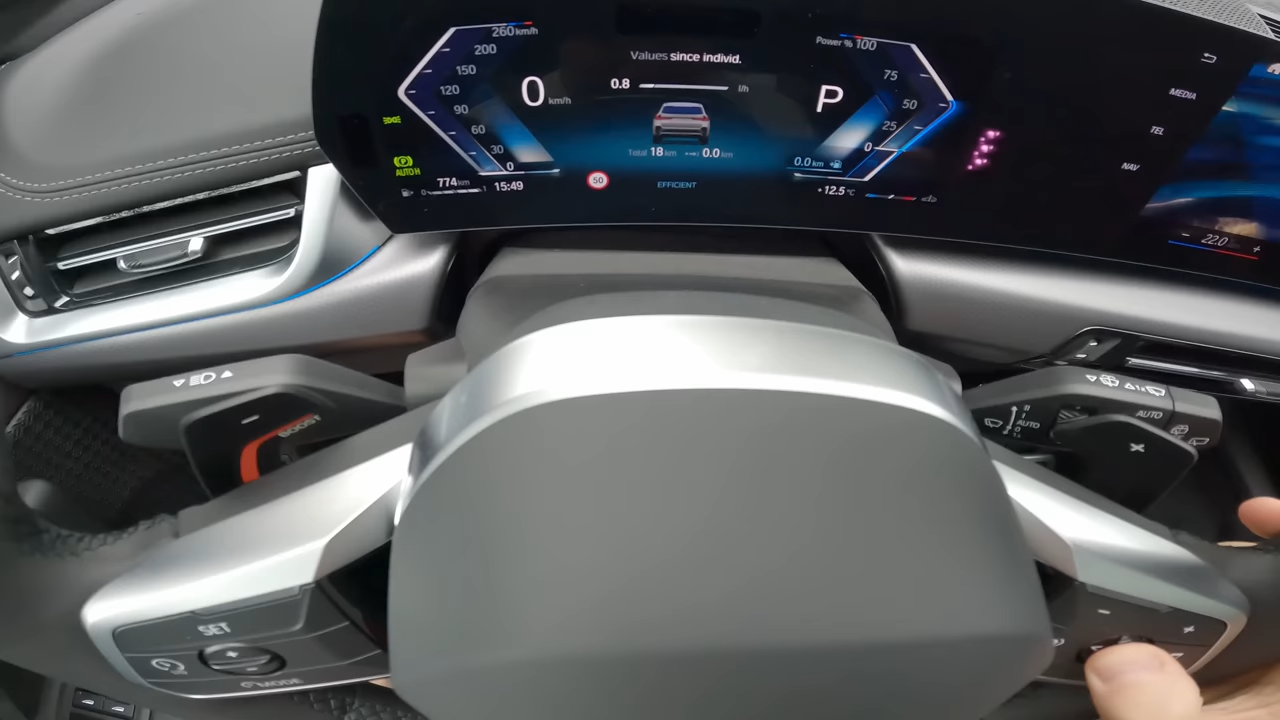 260 km/h
200
150
120
90
60
30
0
0 km/h
Values since individ.
0.8 l/h
Total 18 km 0.0 km
EFFICIENT
50
AUTO H
774 km
0 1
15:49
Power % 100
75
50
25
0
P
0.0 km
+12.5 °C
MEDIA
TEL
NAV
- 22.0 +
BOOST
-
AUTO
AUTO
+
SET
+
-
MODE
-
+